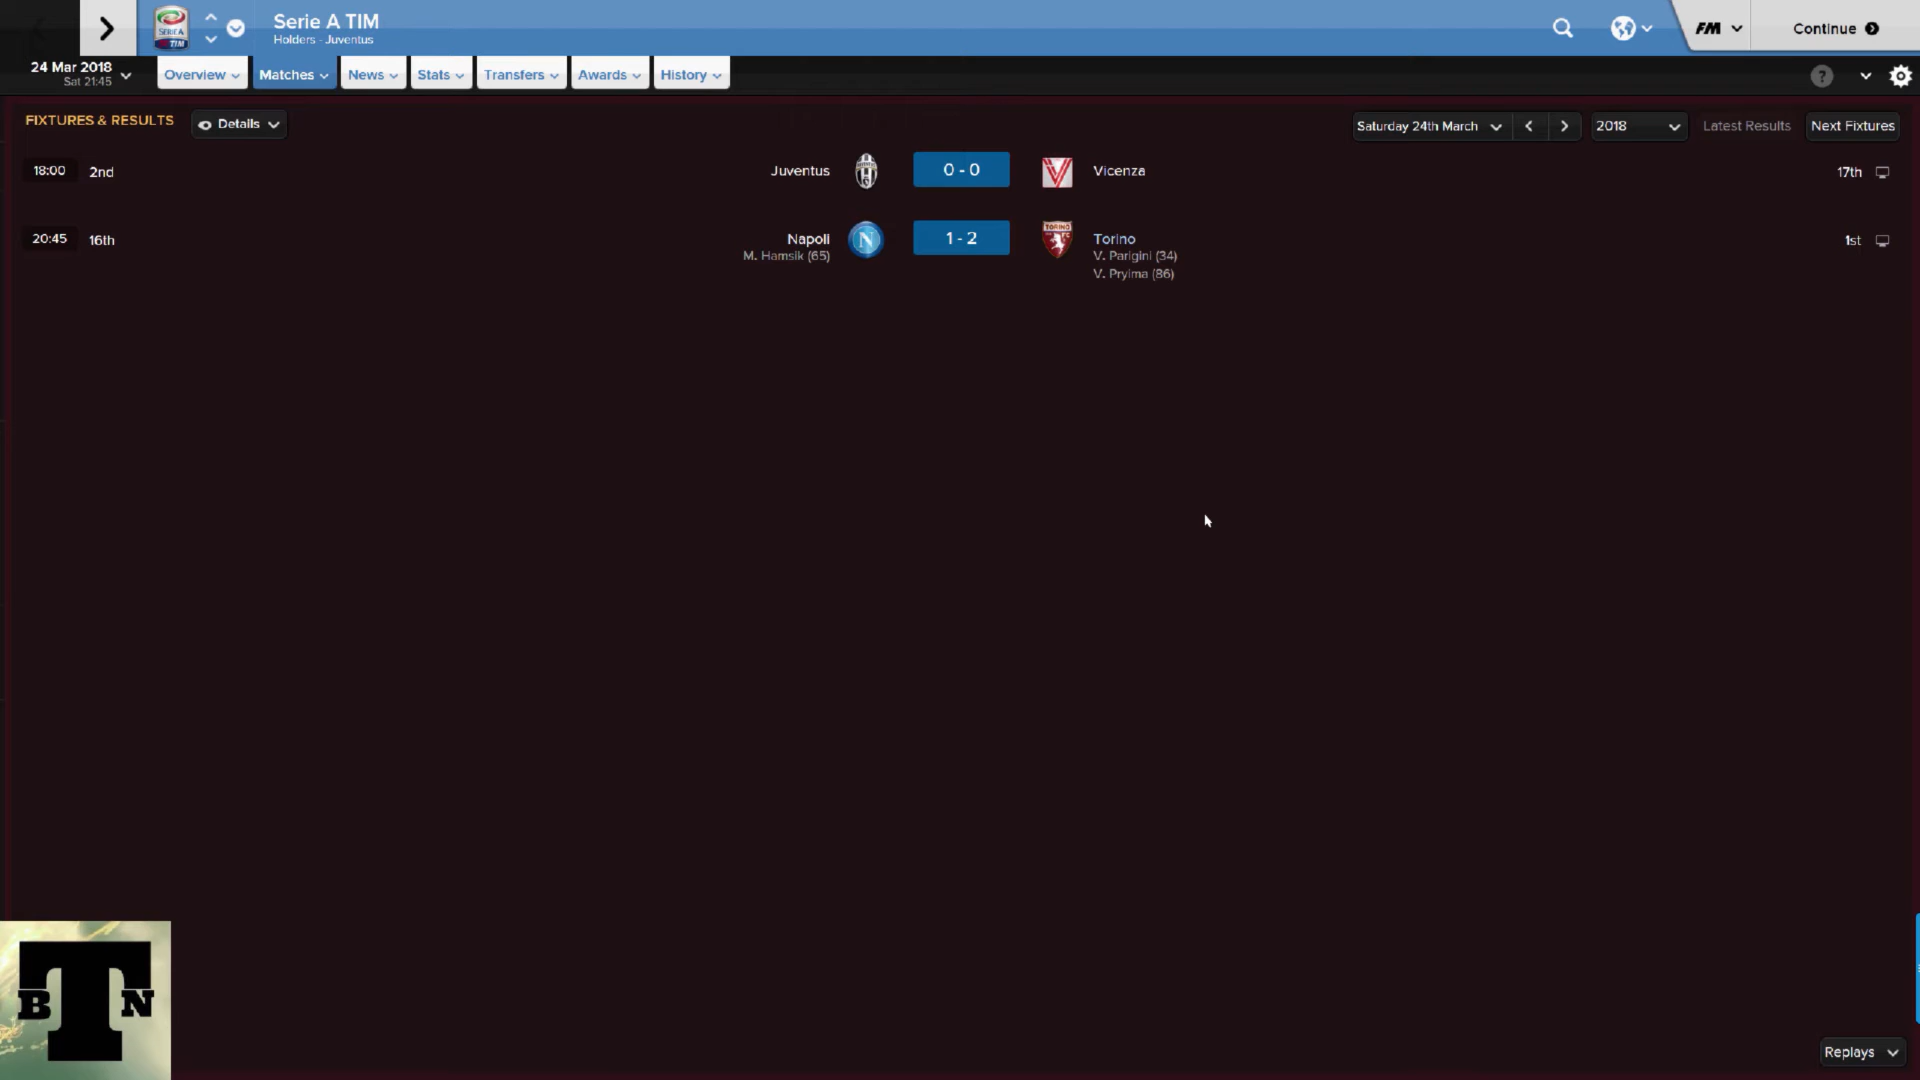 Serie A TIM
Holders - Juventus
FM
Continue
24 Mar 2018
Sat 21:45
Overview
Matches
News
Stats
Transfers
Awards
History
?
FIXTURES & RESULTS
Details
Saturday 24th March
2018
Latest Results
Next Fixtures
18:00 2nd Juventus 0 - 0 Vicenza 17th
20:45 16th Napoli 1 - 2 Torino 1st
M. Hamsik (65) V. Parigini (34)
V. Pryima (86)
BTN
Replays